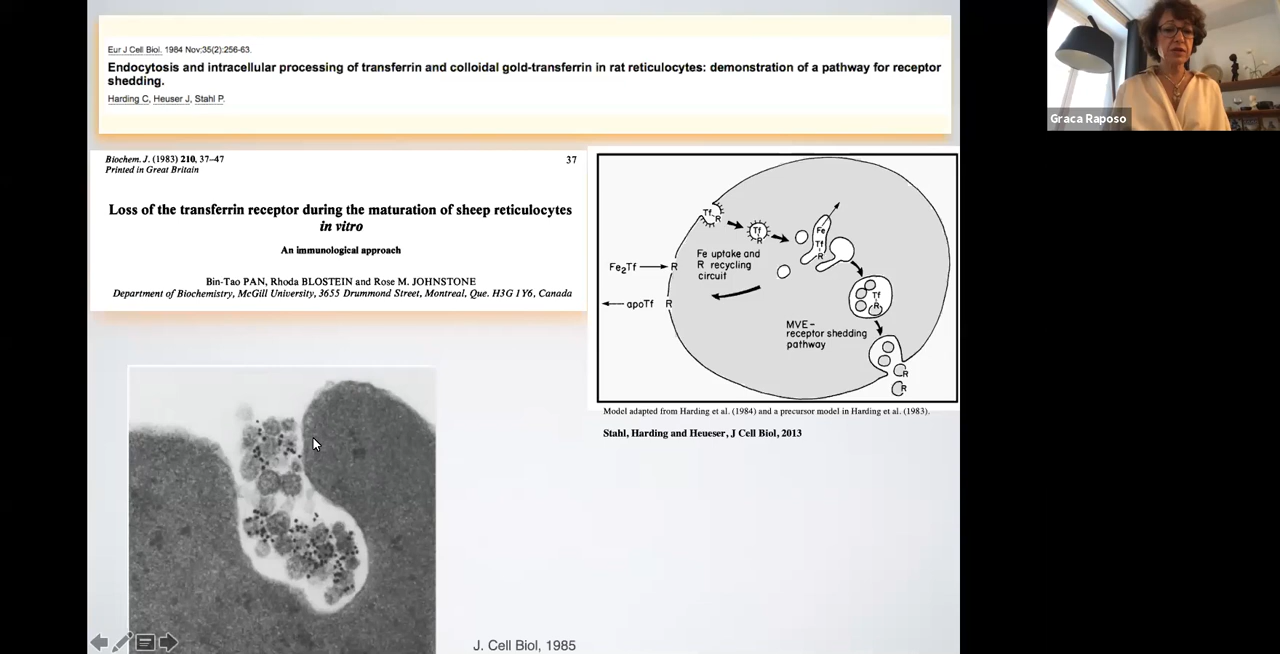 Eur J Cell Biol. 1984 Nov;35(2):256-63.
Endocytosis and intracellular processing of transferrin and colloidal gold-transferrin in rat reticulocytes: demonstration of a pathway for receptor
shedding.
Harding C, Heuser J, Stahl P.
Graca Raposo
Biochem. J. (1983) 210, 37–47
37
Printed in Great Britain
Loss of the transferrin receptor during the maturation of sheep reticulocytes
in vitro
An immunological approach
Bin-Tao PAN, Rhoda BLOSTEIN and Rose M. JOHNSTONE
Department of Biochemistry, McGill University, 3655 Drummond Street, Montreal, Que. H3G 1Y6, Canada
Tf
R
Tf
R
Fe
Tf
R
Fe uptake and
R recycling
circuit
Fe2Tf
R
apoTf
R
Tf
R
MVE–
receptor shedding
pathway
R
R
Model adapted from Harding et al. (1984) and a precursor model in Harding et al. (1983).
Stahl, Harding and Heueser, J Cell Biol, 2013
J. Cell Biol, 1985